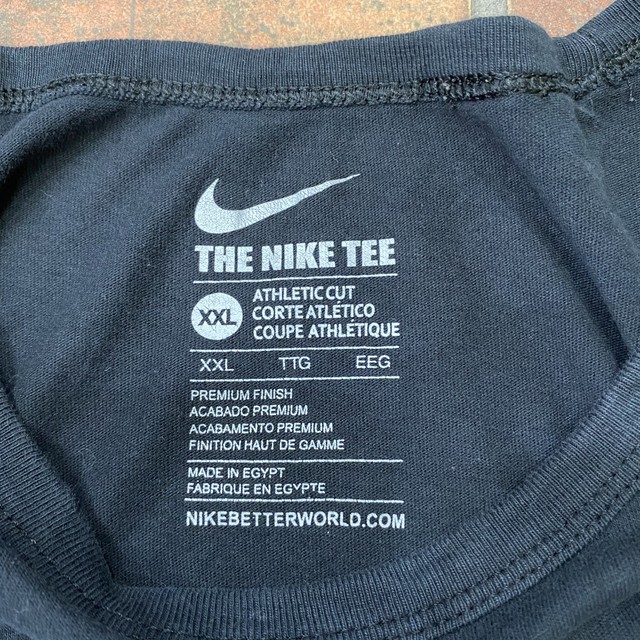 THE NIKE TEE
XXL
ATHLETIC CUT
CORTE ATLÉTICO
COUPE ATHLÉTIQUE
XXL TTG EEG
PREMIUM FINISH
ACABADO PREMIUM
ACABAMENTO PREMIUM
FINITION HAUT DE GAMME
MADE IN EGYPT
FABRIQUE EN EGYPTE
NIKEBETTERWORLD.COM